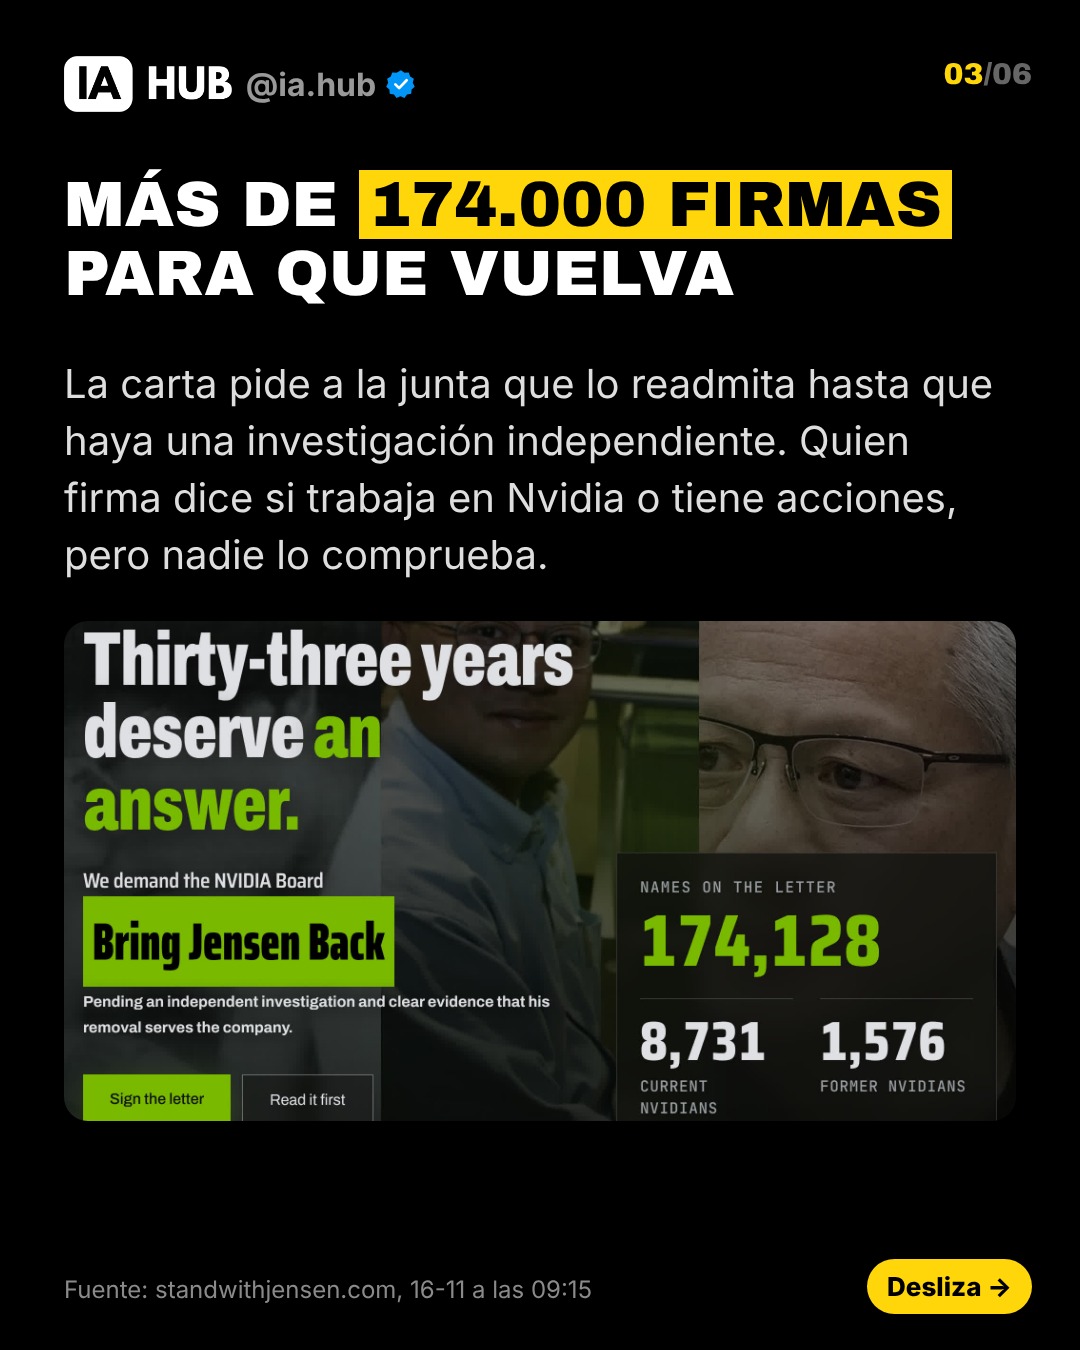 IA HUB @ia.hub
03/06
MÁS DE 174.000 FIRMAS
PARA QUE VUELVA
La carta pide a la junta que lo readmita hasta que
haya una investigación independiente. Quien
firma dice si trabaja en Nvidia o tiene acciones,
pero nadie lo comprueba.
Thirty-three years
deserve an
answer.
We demand the NVIDIA Board
Bring Jensen Back
Pending an independent investigation and clear evidence that his
removal serves the company.
Sign the letter
Read it first
NAMES ON THE LETTER
174,128
8,731
CURRENT
NVIDIANS
1,576
FORMER NVIDIANS
Fuente: standwithjensen.com, 16-11 a las 09:15
Desliza →